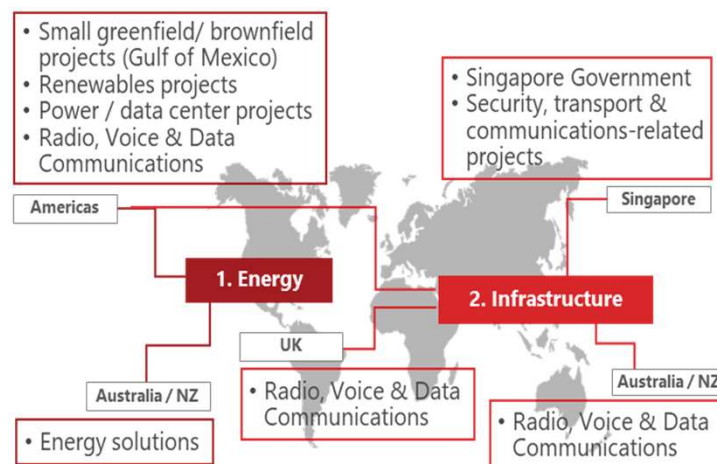 • Small greenfield/ brownfield
projects (Gulf of Mexico)
• Renewables projects
• Power / data center projects
• Radio, Voice & Data
Communications
• Singapore Government
• Security, transport &
communications-related
projects
Americas
Singapore
1. Energy
2. Infrastructure
UK
Australia / NZ
Australia / NZ
• Radio, Voice & Data
Communications
• Energy solutions
• Radio, Voice & Data
Communications